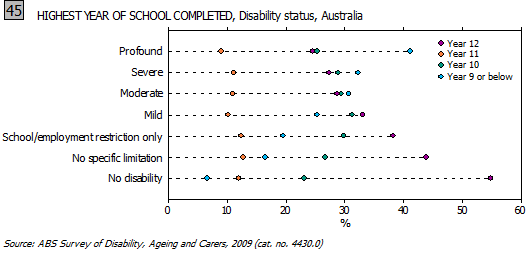 45 HIGHEST YEAR OF SCHOOL COMPLETED, Disability status, Australia
Year 12
Year 11
Year 10
Year 9 or below
Profound
Severe
Moderate
Mild
School/employment restriction only
No specific limitation
No disability
0 10 20 30 40 50 60
%
Source: ABS Survey of Disability, Ageing and Carers, 2009 (cat. no. 4430.0)